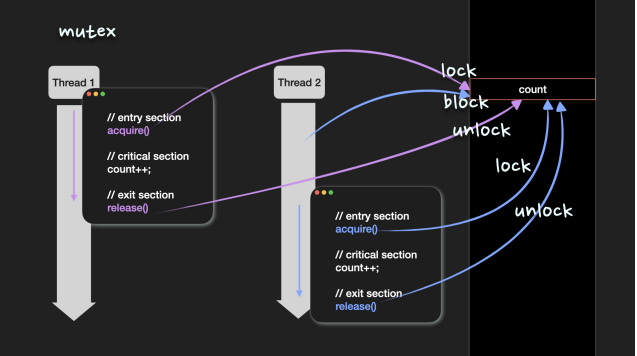 mutex
Thread 1
// entry section
acquire()
// critical section
count++;
// exit section
release()
Thread 2
// entry section
acquire()
// critical section
count++;
// exit section
release()
lock
count
block
unlock
lock
unlock